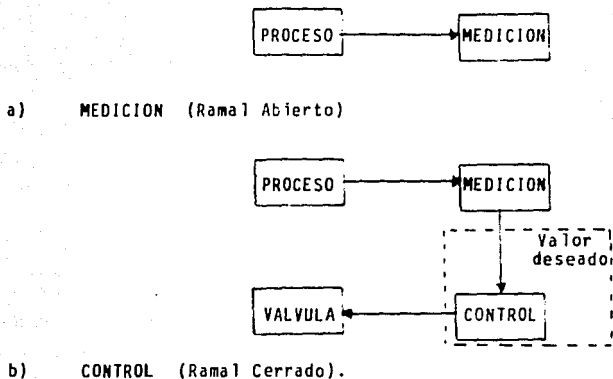 PROCESO MEDICION
a) MEDICION (Ramal Abierto)
PROCESO MEDICION
Valor
deseado
VALVULA CONTROL
b) CONTROL (Ramal Cerrado).